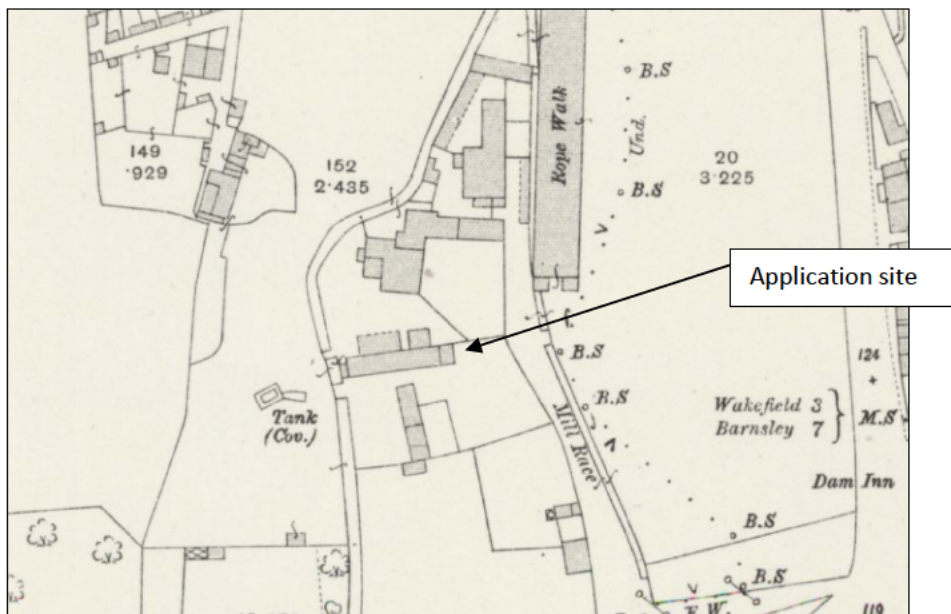 B.S
149
.929
152
2.435
Rope Walk
Und.
20
3.225
B.S
Application site
B.S
124
B.S
Mill Race
Tank
(Cov.)
Wakefield 3
Barnsley 7
M.S
Dam Inn
B.S
B.S
F.W.
119